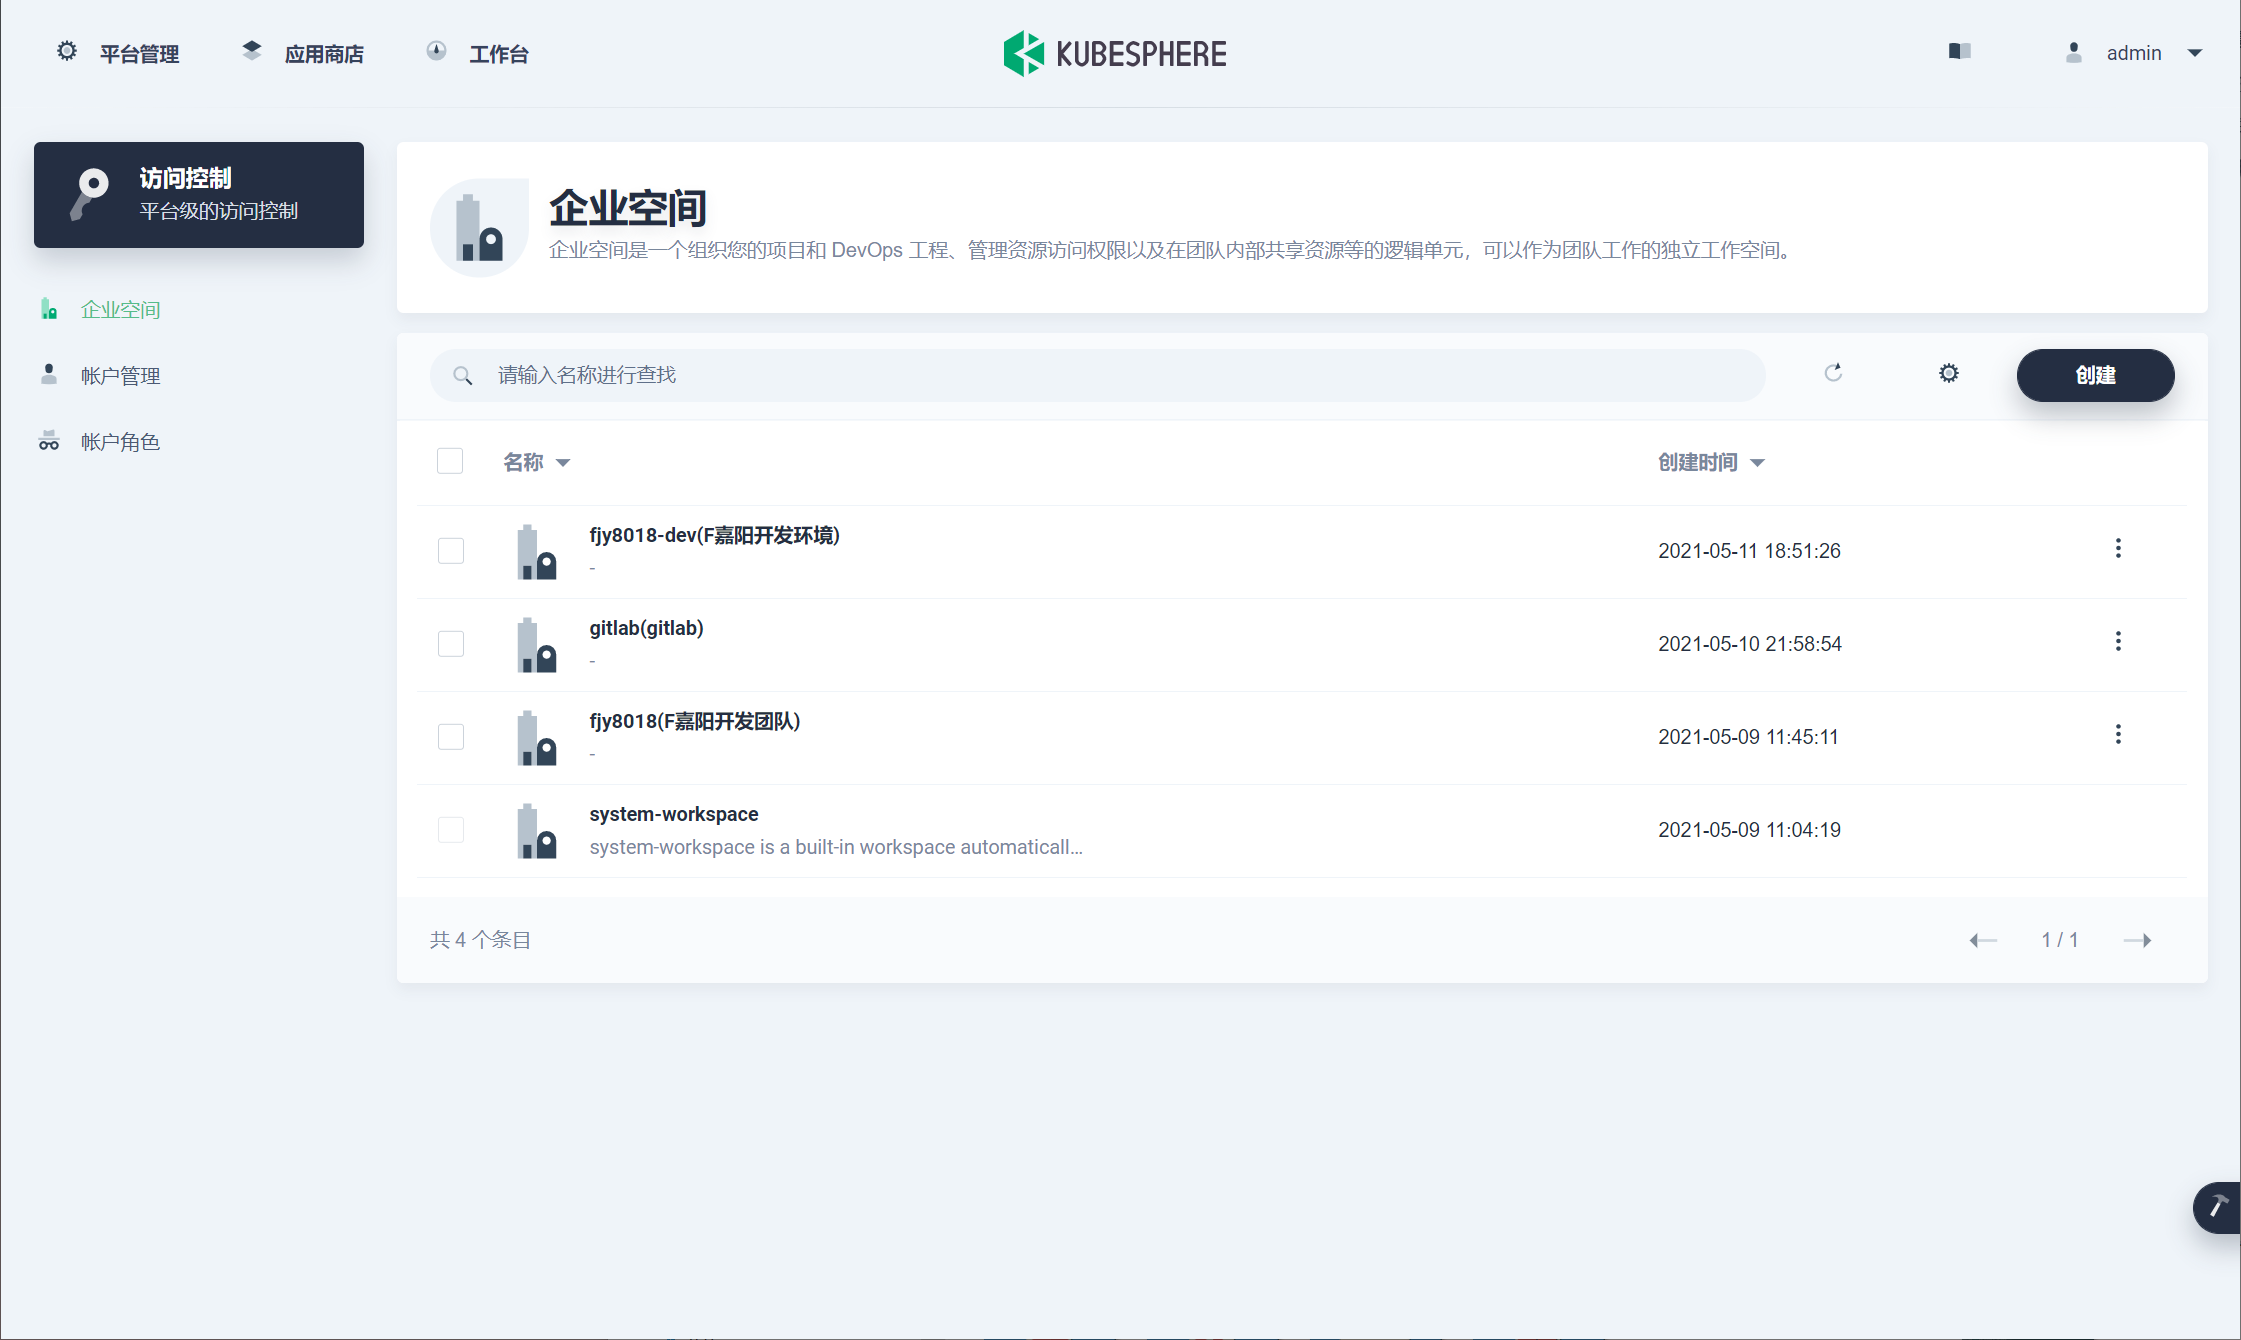 平台管理
应用商店
工作台
KUBESPHERE
admin
访问控制
平台级的访问控制
企业空间
帐户管理
帐户角色
企业空间
企业空间是一个组织您的项目和 DevOps 工程、管理资源访问权限以及在团队内部共享资源等的逻辑单元，可以作为团队工作的独立工作空间。
请输入名称进行查找
创建
名称
创建时间
fjy8018-dev(F嘉阳开发环境)
-
2021-05-11 18:51:26
gitlab(gitlab)
-
2021-05-10 21:58:54
fjy8018(F嘉阳开发团队)
-
2021-05-09 11:45:11
system-workspace
system-workspace is a built-in workspace automaticall...
2021-05-09 11:04:19
共 4 个条目
1 / 1